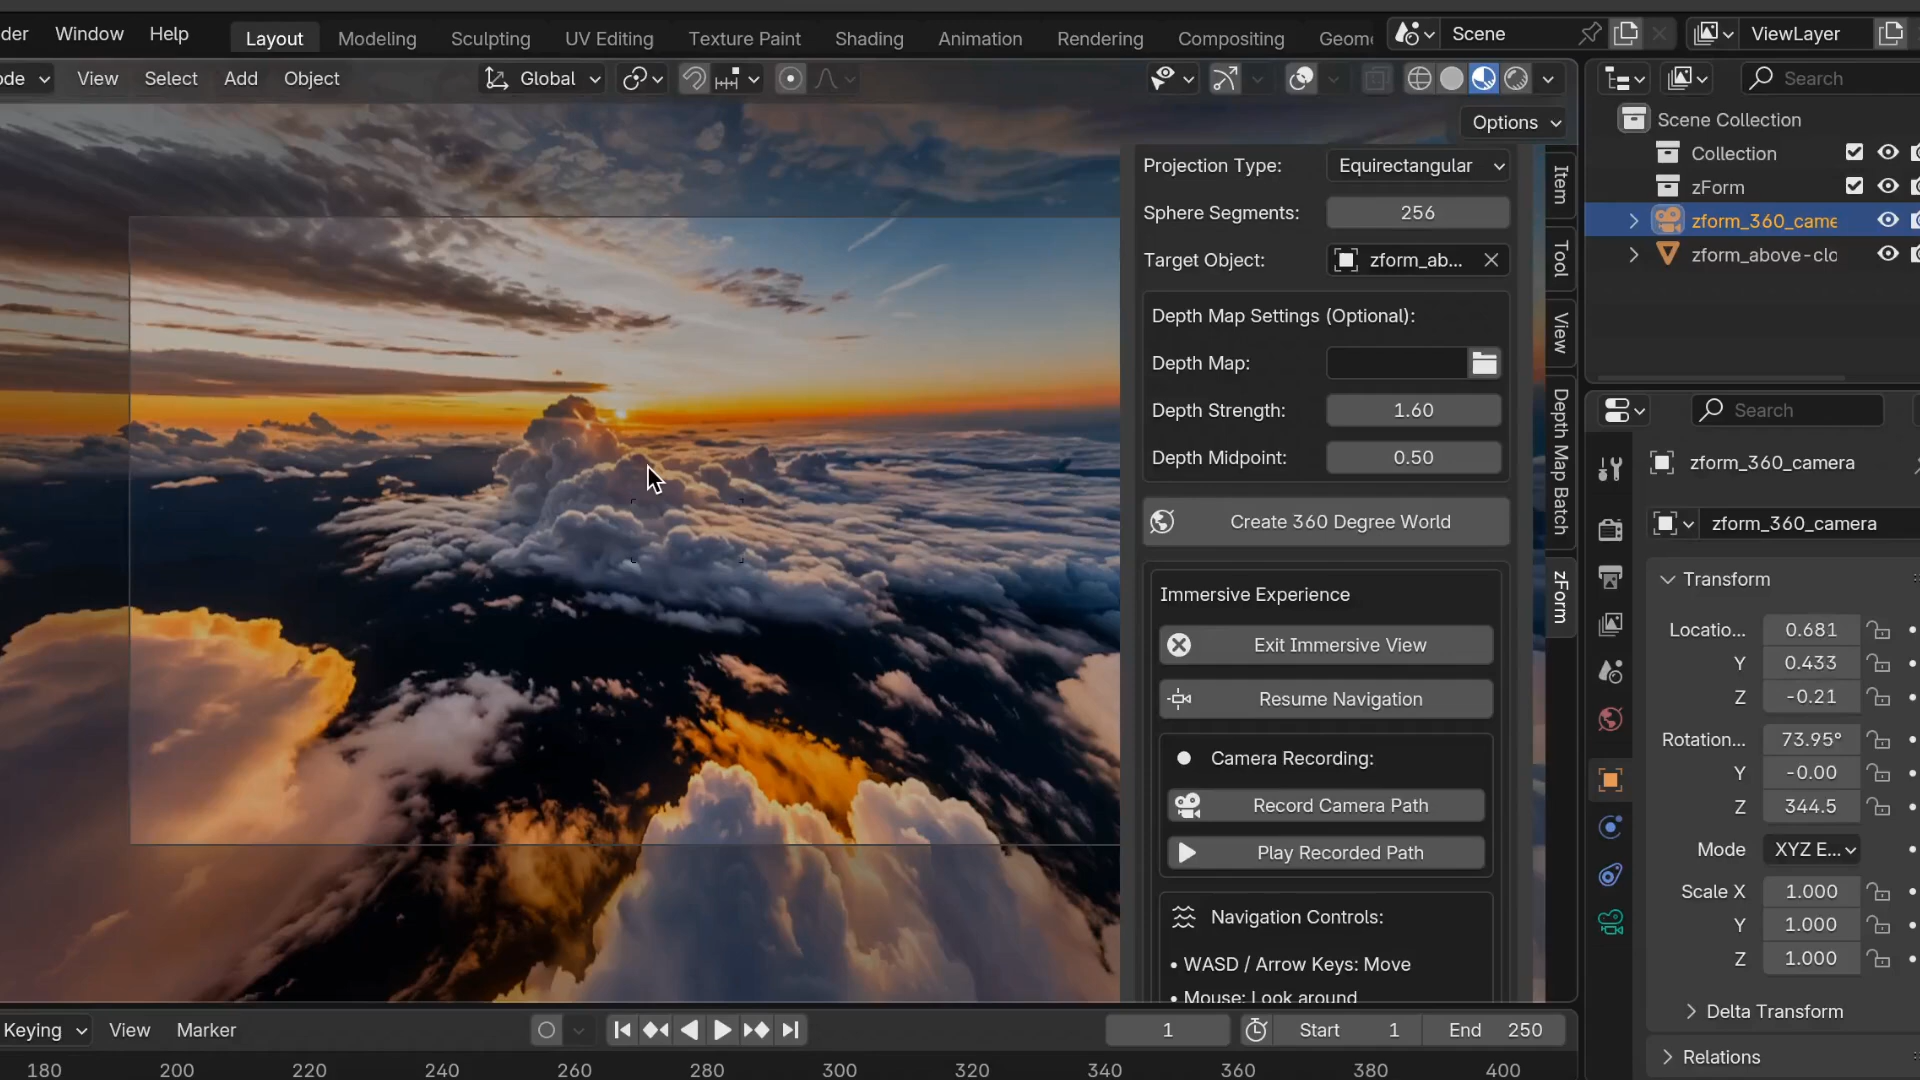 der Window Help Layout Modeling Sculpting UV Editing Texture Paint Shading Animation Rendering Compositing Geome Scene ViewLayer
ode View Select Add Object Global Search
Options
Projection Type: Equirectangular
Sphere Segments: 256
Target Object: zform_ab...
Depth Map Settings (Optional):
Depth Map:
Depth Strength: 1.60
Depth Midpoint: 0.50
Create 360 Degree World
Immersive Experience
Exit Immersive View
Resume Navigation
Camera Recording:
Record Camera Path
Play Recorded Path
Navigation Controls:
• WASD / Arrow Keys: Move
• Mouse: Look around
Item
Tool
View
Depth Map Batch
zForm
Scene Collection
Collection
zForm
zform_360_came
zform_above-clo
Search
zform_360_camera
zform_360_camera
Transform
Locatio... 0.681
Y 0.433
Z -0.21
Rotation... 73.95°
Y -0.00
Z 344.5
Mode XYZ E...
Scale X 1.000
Y 1.000
Z 1.000
Delta Transform
Relations
Keying View Marker 1 Start 1 End 250
180 200 220 240 260 280 300 320 340 360 380 400